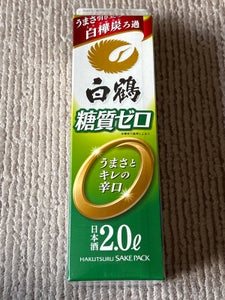 うまさ引き立つ
白樺炭ろ過
白鶴
糖質ゼロ
うまさと
キレの
辛口
日本酒
2.0ℓ
HAKUTSURU SAKE PACK